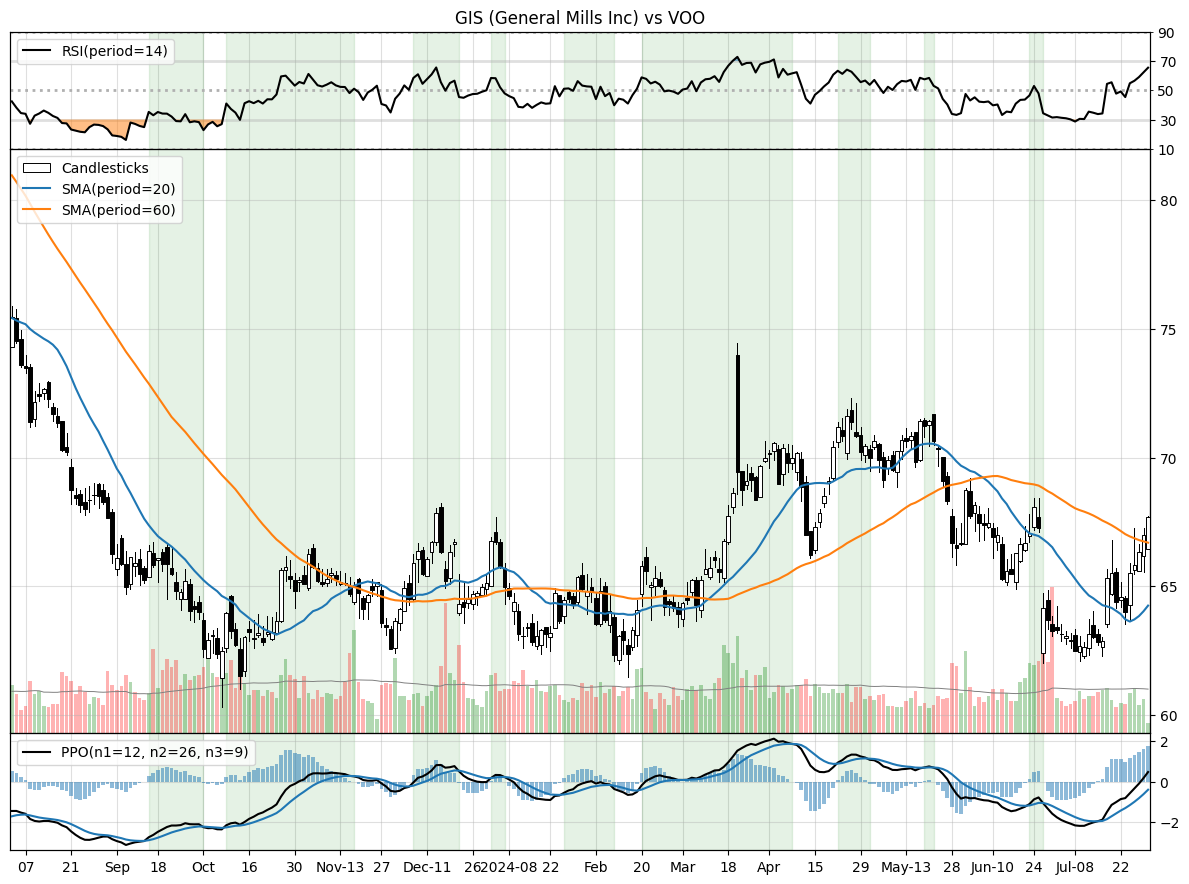 GIS (General Mills Inc) vs VOO
RSI(period=14)
90
70
50
30
10
Candlesticks
SMA(period=20)
SMA(period=60)
80
75
70
65
60
PPO(n1=12, n2=26, n3=9)
2
0
−2
07 21 Sep 18 Oct 16 30 Nov-13 27 Dec-11 26 2024-08 22 Feb 20 Mar 18 Apr 15 29 May-13 28 Jun-10 24 Jul-08 22